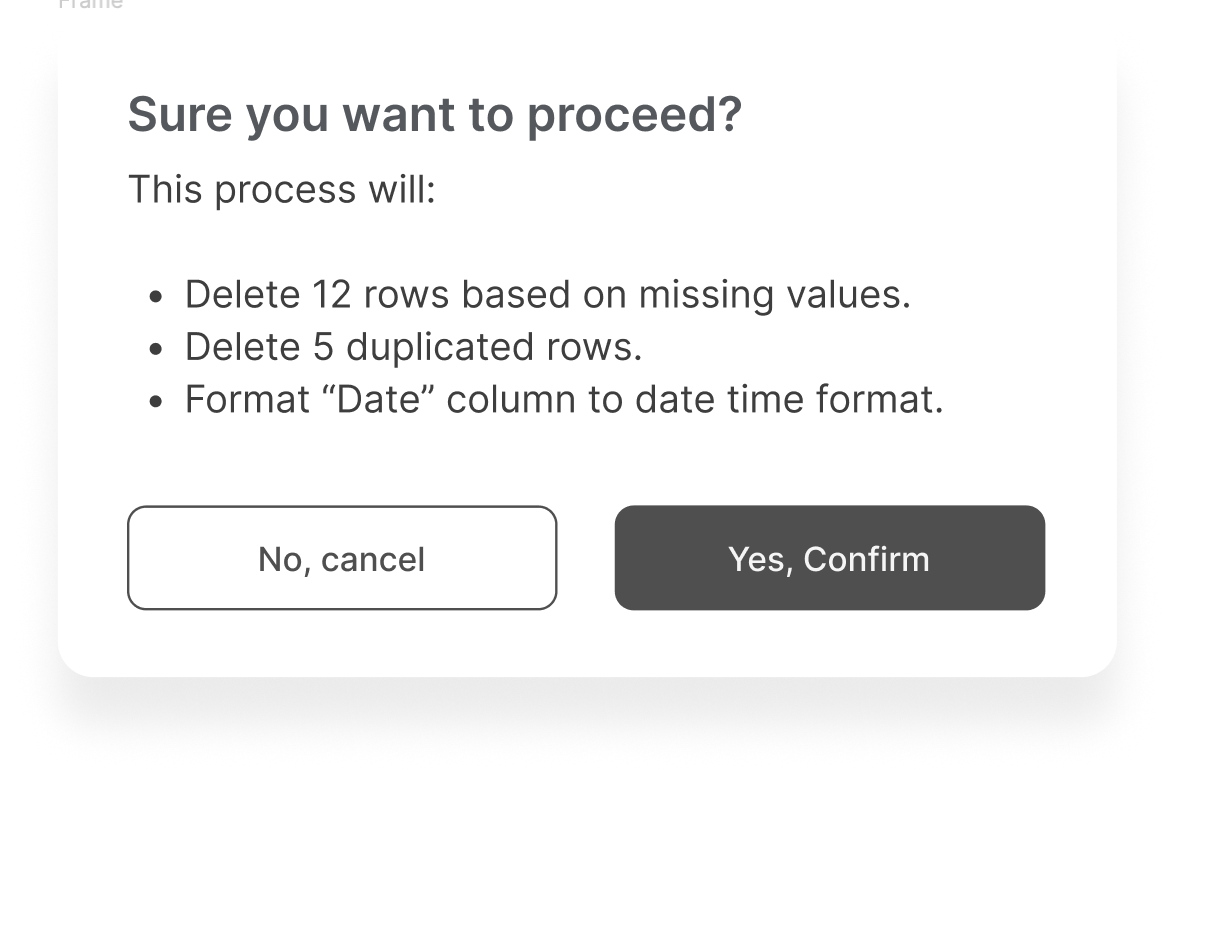 Frame
Sure you want to proceed?
This process will:
• Delete 12 rows based on missing values.
• Delete 5 duplicated rows.
• Format “Date” column to date time format.
No, cancel
Yes, Confirm